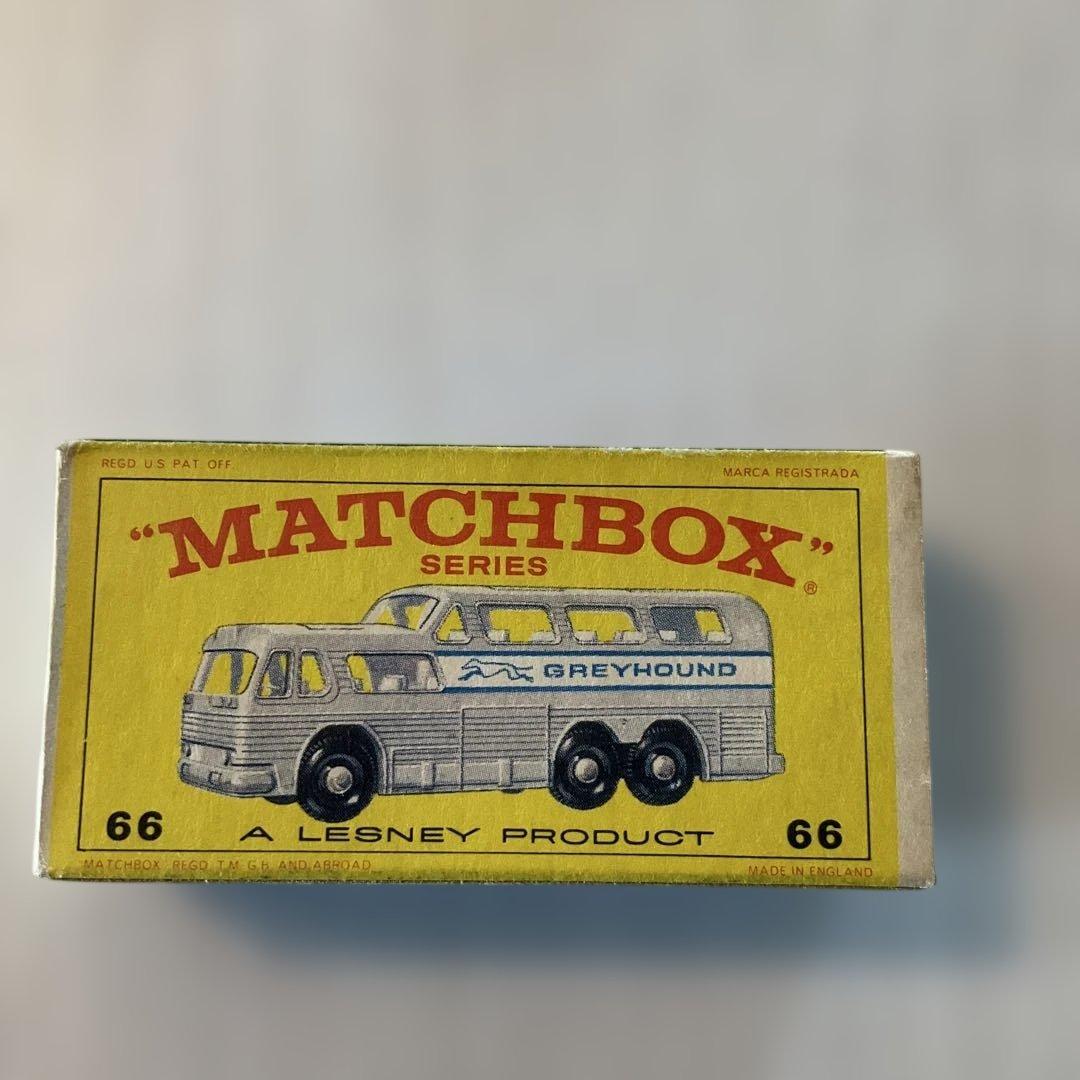 REGD. U.S. PAT. OFF.
MARCA REGISTRADA
"MATCHBOX"®
SERIES
GREYHOUND
66 A LESNEY PRODUCT 66
MATCHBOX REGD. T.M. G.B. AND ABROAD
MADE IN ENGLAND